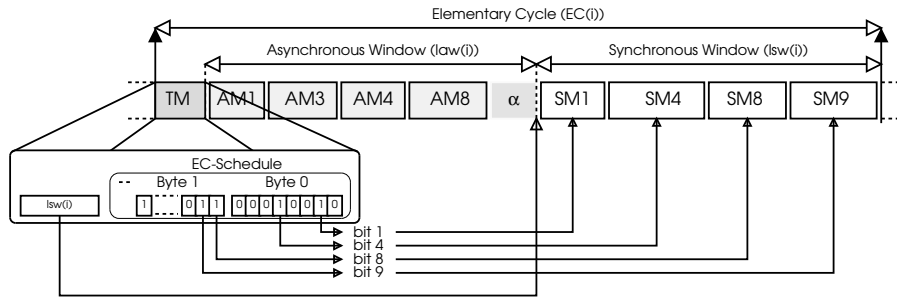 Elementary Cycle (EC(i))
Asynchronous Window (law(i)) Synchronous Window (lsw(i))
TM AM1 AM3 AM4 AM8 α SM1 SM4 SM8 SM9
EC-Schedule
Byte 1 Byte 0
lsw(i) 1 0 1 1 0 0 0 1 0 0 1 0
bit 1
bit 4
bit 8
bit 9